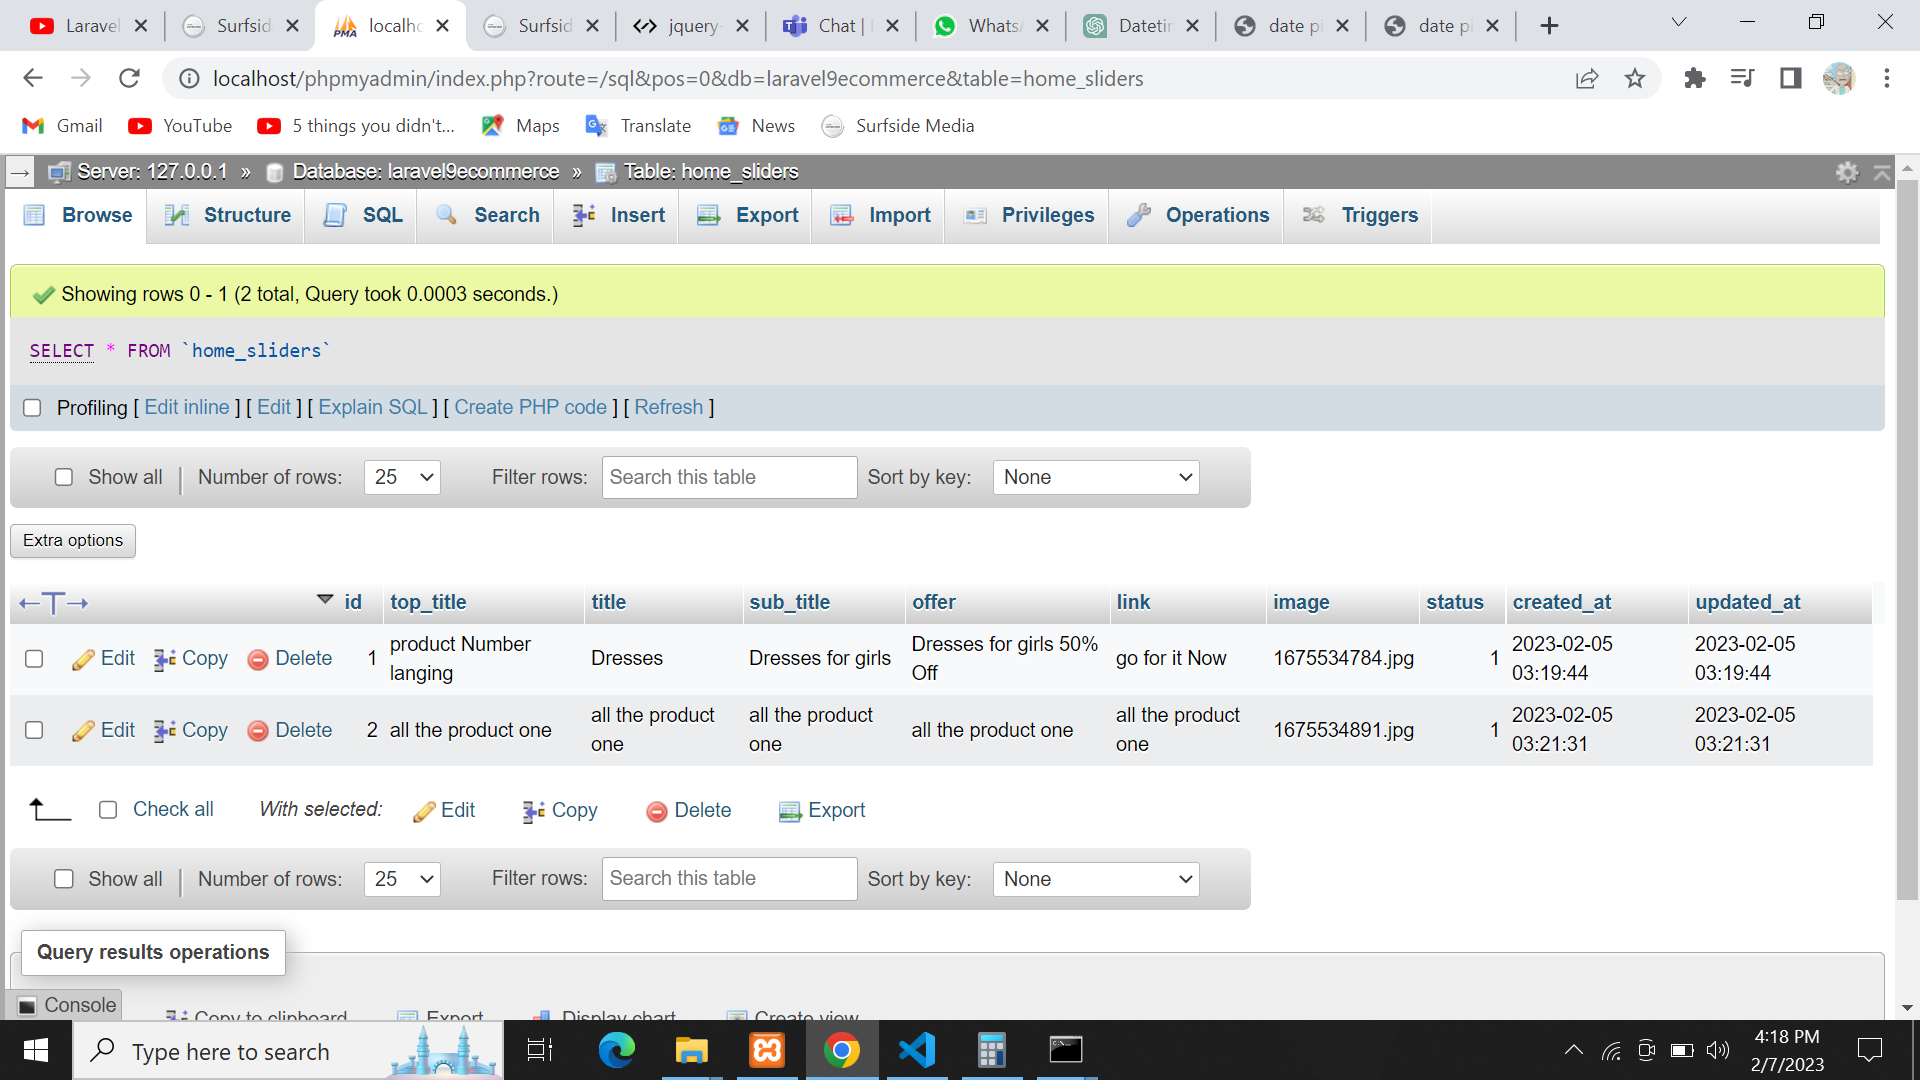 Laravel
Surfsid
localhc
Surfsid
jquery-
Chat |
Whats
Datetin
date pi
date pi
localhost/phpmyadmin/index.php?route=/sql&pos=0&db=laravel9ecommerce&table=home_sliders
Gmail YouTube 5 things you didn't... Maps Translate News Surfside Media
Server: 127.0.0.1 » Database: laravel9ecommerce » Table: home_sliders
Browse Structure SQL Search Insert Export Import Privileges Operations Triggers
Showing rows 0 - 1 (2 total, Query took 0.0003 seconds.)
SELECT * FROM `home_sliders`
Profiling [ Edit inline ] [ Edit ] [ Explain SQL ] [ Create PHP code ] [ Refresh ]
Show all | Number of rows: 25 Filter rows: Search this table Sort by key: None
Extra options
←T→ id top_title title sub_title offer link image status created_at updated_at
Edit Copy Delete 1 product Number langing Dresses Dresses for girls Dresses for girls 50% Off go for it Now 1675534784.jpg 1 2023-02-05 03:19:44 2023-02-05 03:19:44
Edit Copy Delete 2 all the product one all the product one all the product one all the product one all the product one 1675534891.jpg 1 2023-02-05 03:21:31 2023-02-05 03:21:31
Check all With selected: Edit Copy Delete Export
Show all | Number of rows: 25 Filter rows: Search this table Sort by key: None
Query results operations
Console
Copy to clipboard Export Display chart Create view
Type here to search
4:18 PM
2/7/2023